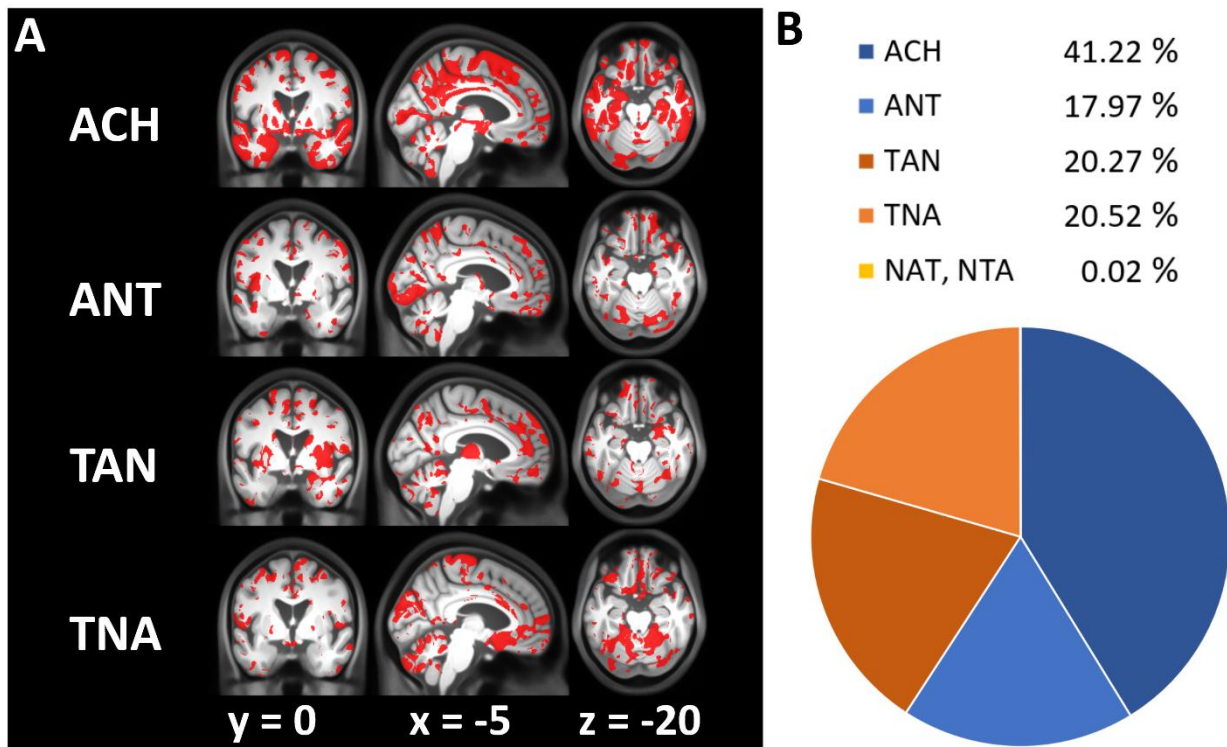 A
ACH
ANT
TAN
TNA
y = 0 x = -5 z = -20
B
ACH 41.22 %
ANT 17.97 %
TAN 20.27 %
TNA 20.52 %
NAT, NTA 0.02 %